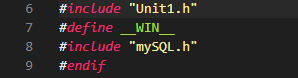 6 #include "Unit1.h"
7 #define __WIN__
8 #include "mySQL.h"
9 #endif